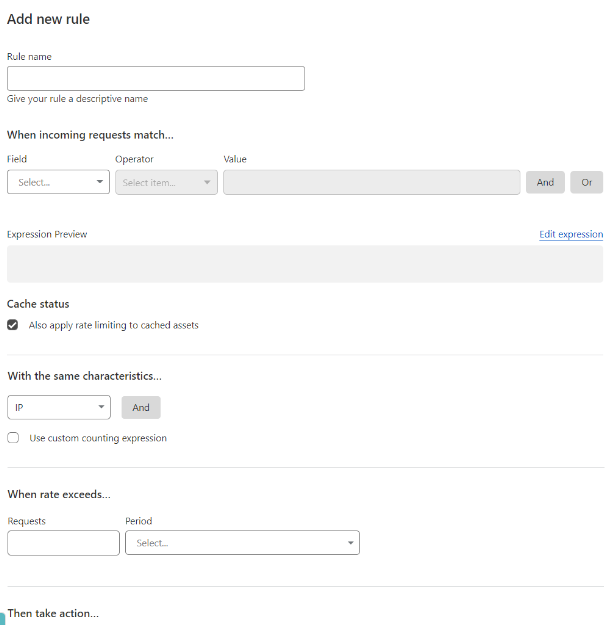 Add new rule
Rule name
Give your rule a descriptive name
When incoming requests match...
Field Operator Value
Select... Select item... And Or
Expression Preview Edit expression
Cache status
Also apply rate limiting to cached assets
With the same characteristics...
IP And
Use custom counting expression
When rate exceeds...
Requests Period
Select...
Then take action...